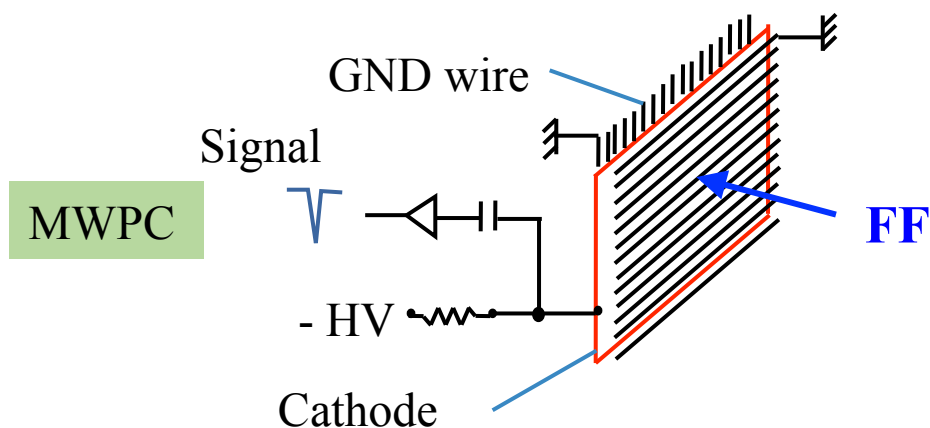 GND wire
Signal
MWPC
FF
- HV
Cathode